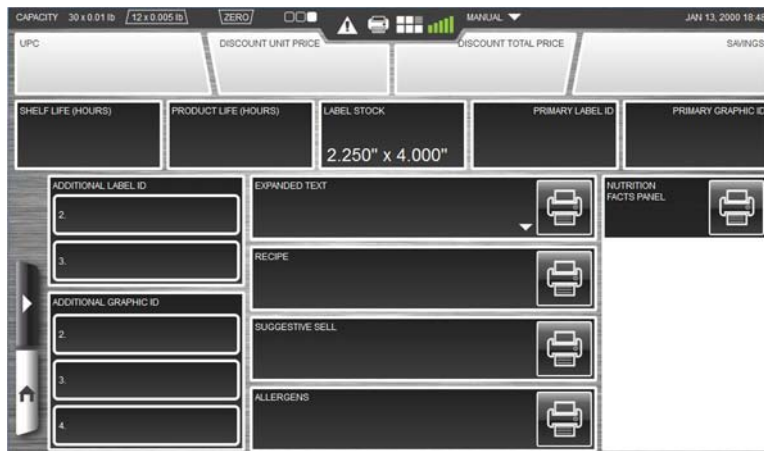 CAPACITY 30 x 0.01 lb 12 x 0.005 lb ZERO MANUAL JAN 13, 2000 18:48
UPC DISCOUNT UNIT PRICE DISCOUNT TOTAL PRICE SAVINGS
SHELF LIFE (HOURS) PRODUCT LIFE (HOURS) LABEL STOCK PRIMARY LABEL ID PRIMARY GRAPHIC ID
2.250" x 4.000"
ADDITIONAL LABEL ID EXPANDED TEXT NUTRITION
FACTS PANEL
2.
3. RECIPE
ADDITIONAL GRAPHIC ID
2. SUGGESTIVE SELL
3.
ALLERGENS
4.